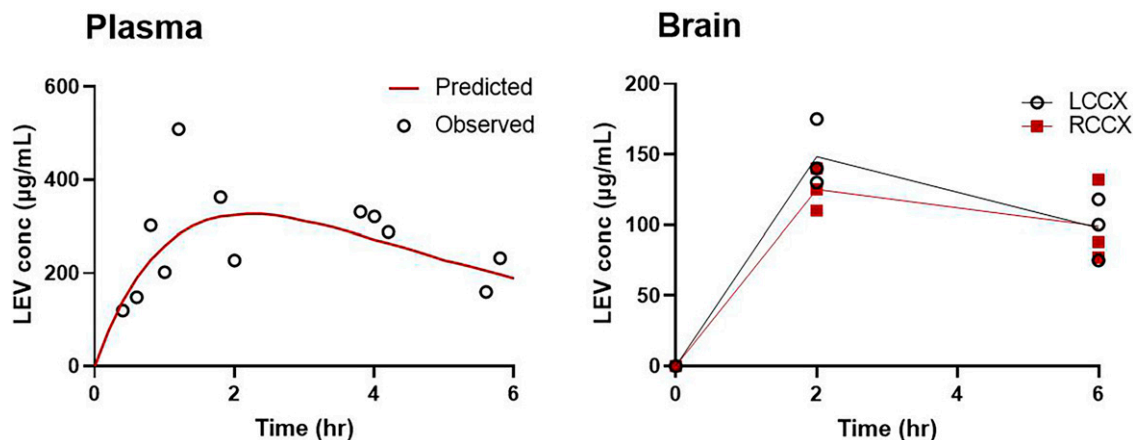 Plasma
600
400
200
0
LEV conc (µg/mL)
Predicted
Observed
0 2 4 6
Time (hr)
Brain
200
150
100
50
0
LEV conc (µg/mL)
LCCX
RCCX
0 2 4 6
Time (hr)